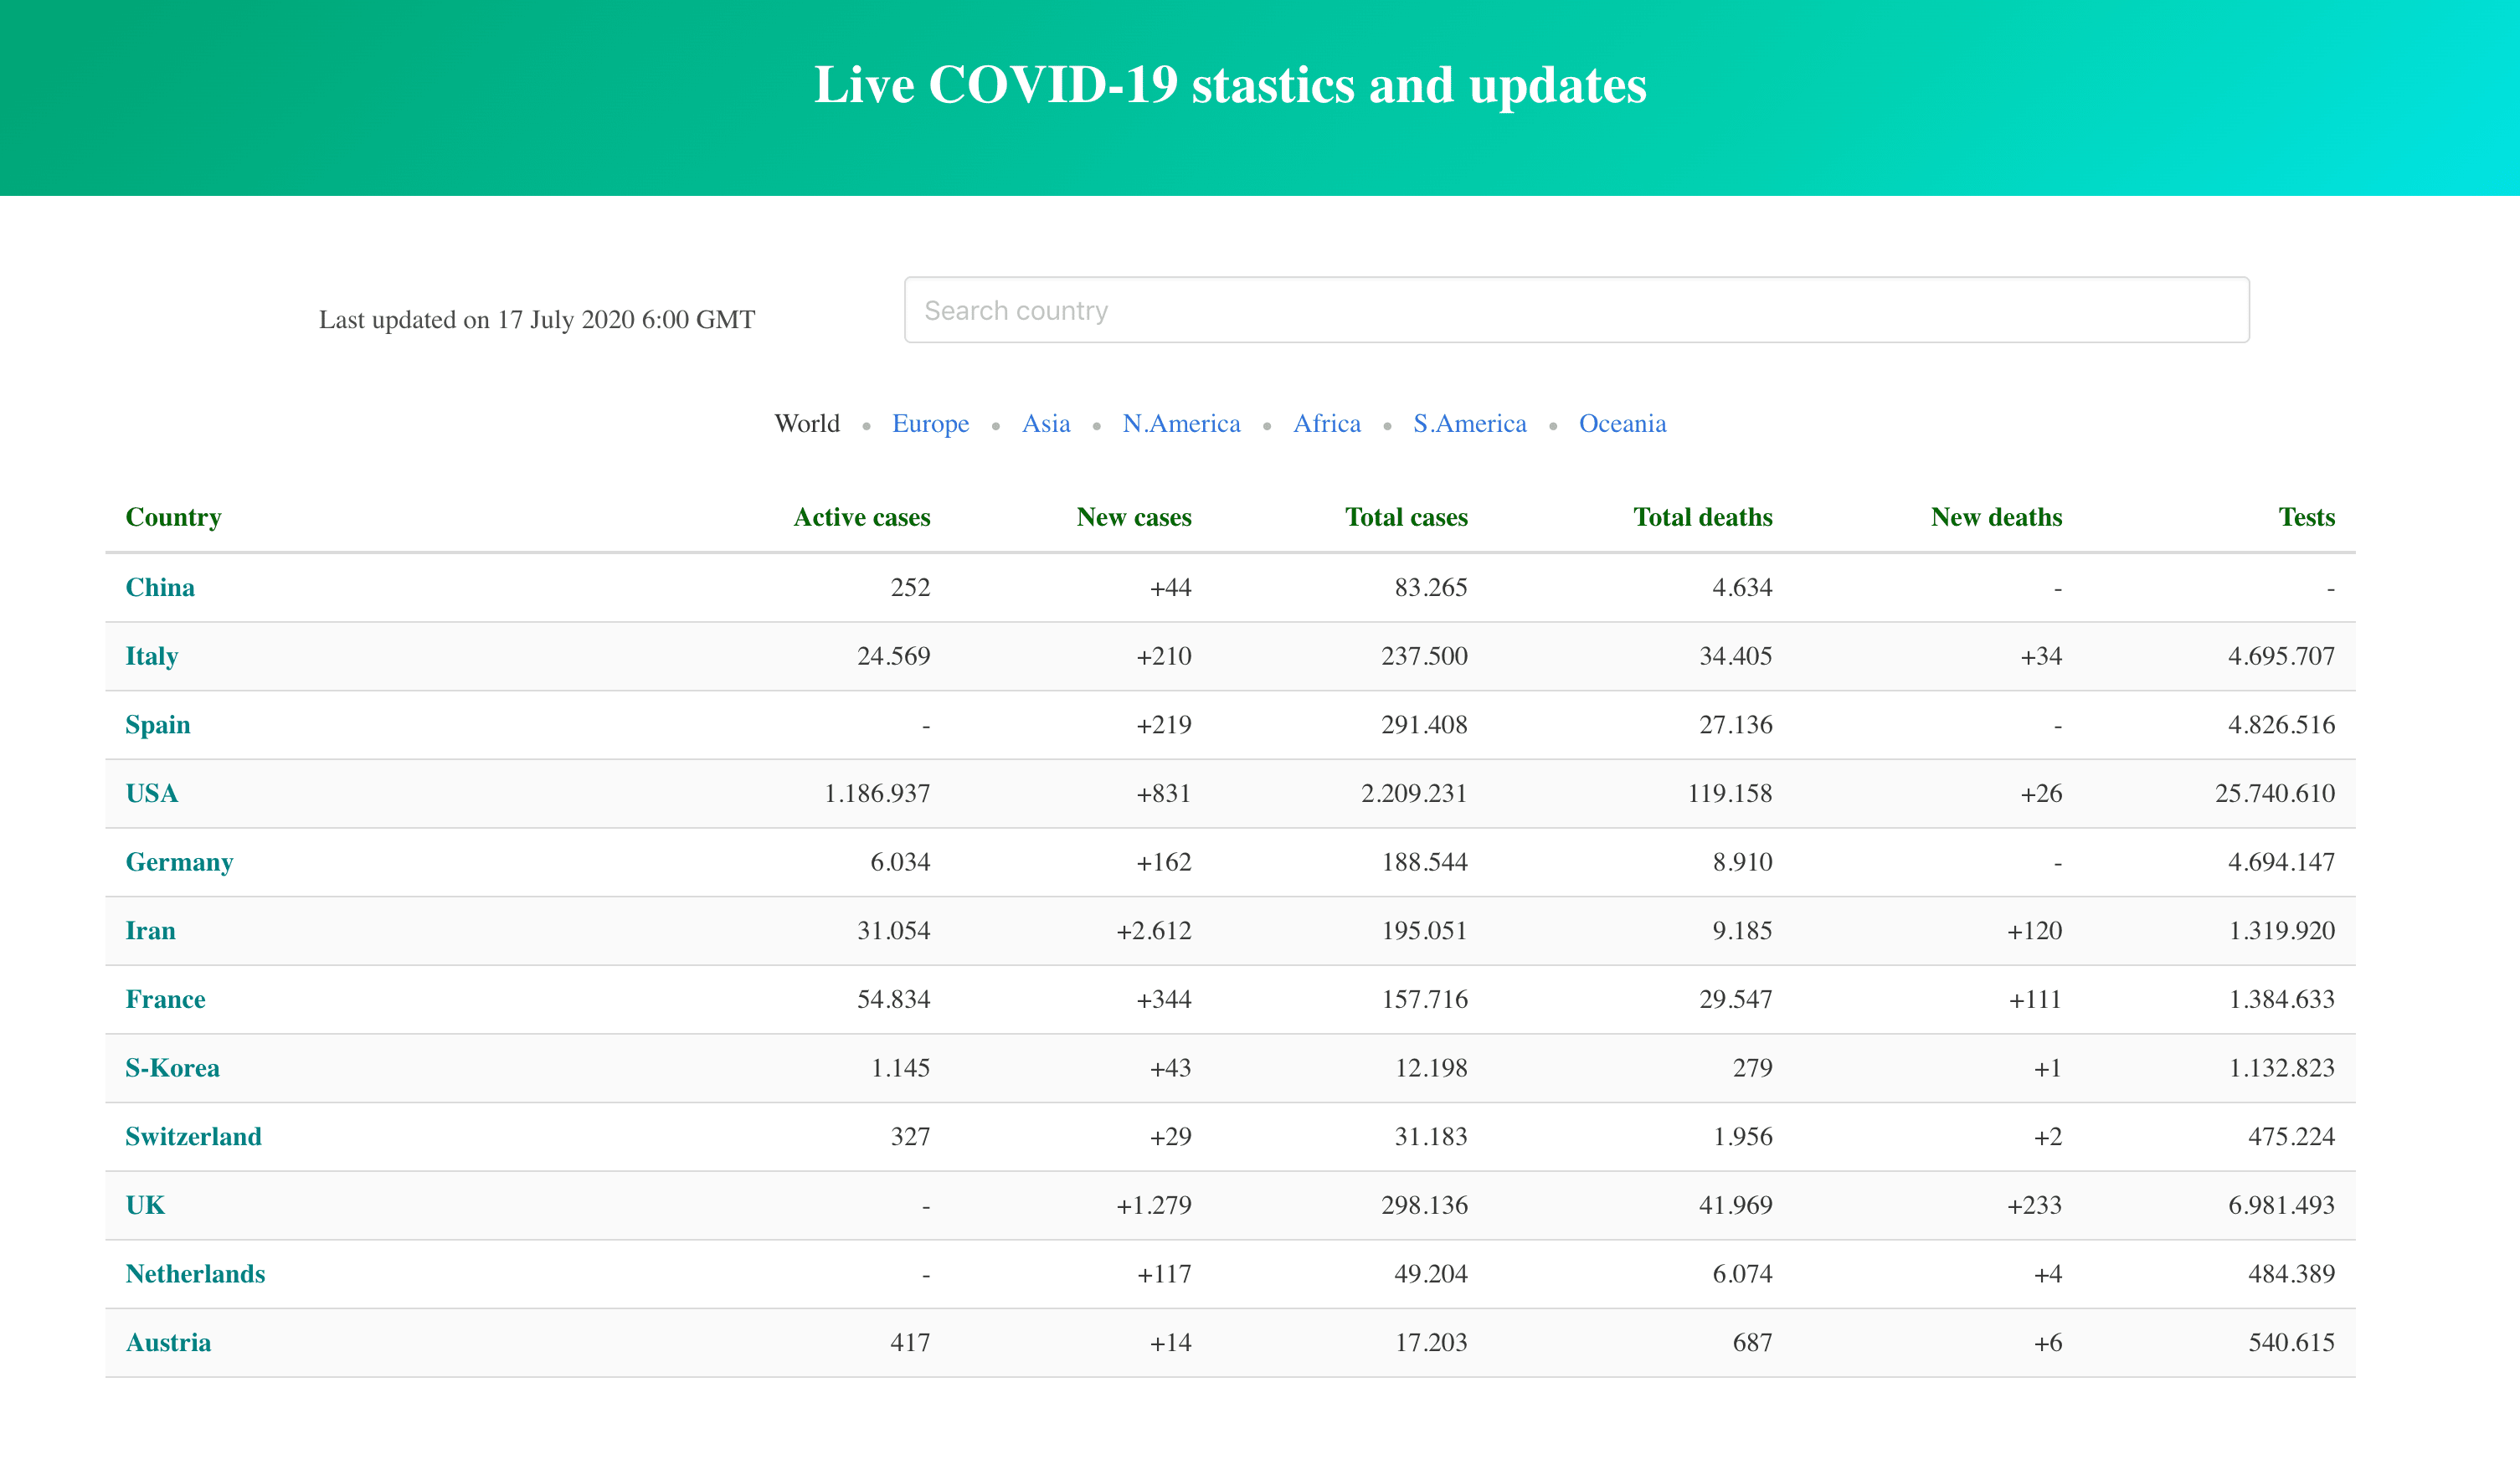 Live COVID-19 stastics and updates
Last updated on 17 July 2020 6:00 GMT
Search country
World • Europe • Asia • N.America • Africa • S.America • Oceania
Country Active cases New cases Total cases Total deaths New deaths Tests
China 252 +44 83.265 4.634 - -
Italy 24.569 +210 237.500 34.405 +34 4.695.707
Spain - +219 291.408 27.136 - 4.826.516
USA 1.186.937 +831 2.209.231 119.158 +26 25.740.610
Germany 6.034 +162 188.544 8.910 - 4.694.147
Iran 31.054 +2.612 195.051 9.185 +120 1.319.920
France 54.834 +344 157.716 29.547 +111 1.384.633
S-Korea 1.145 +43 12.198 279 +1 1.132.823
Switzerland 327 +29 31.183 1.956 +2 475.224
UK - +1.279 298.136 41.969 +233 6.981.493
Netherlands - +117 49.204 6.074 +4 484.389
Austria 417 +14 17.203 687 +6 540.615